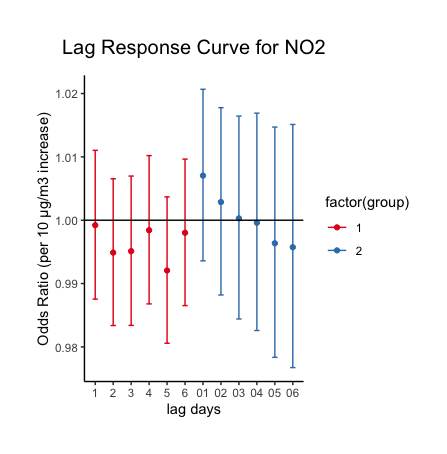 Lag Response Curve for NO2
Odds Ratio (per 10 µg/m3 increase)
1.02
1.01
1.00
0.99
0.98
1 2 3 4 5 6 01 02 03 04 05 06
lag days
factor(group)
1
2